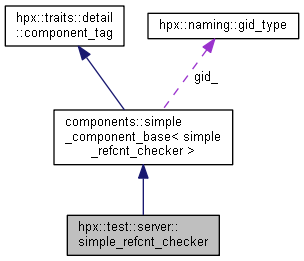 hpx::traits::detail
::component_tag
hpx::naming::gid_type
gid_
components::simple
_component_base< simple
_refcnt_checker >
hpx::test::server::
simple_refcnt_checker